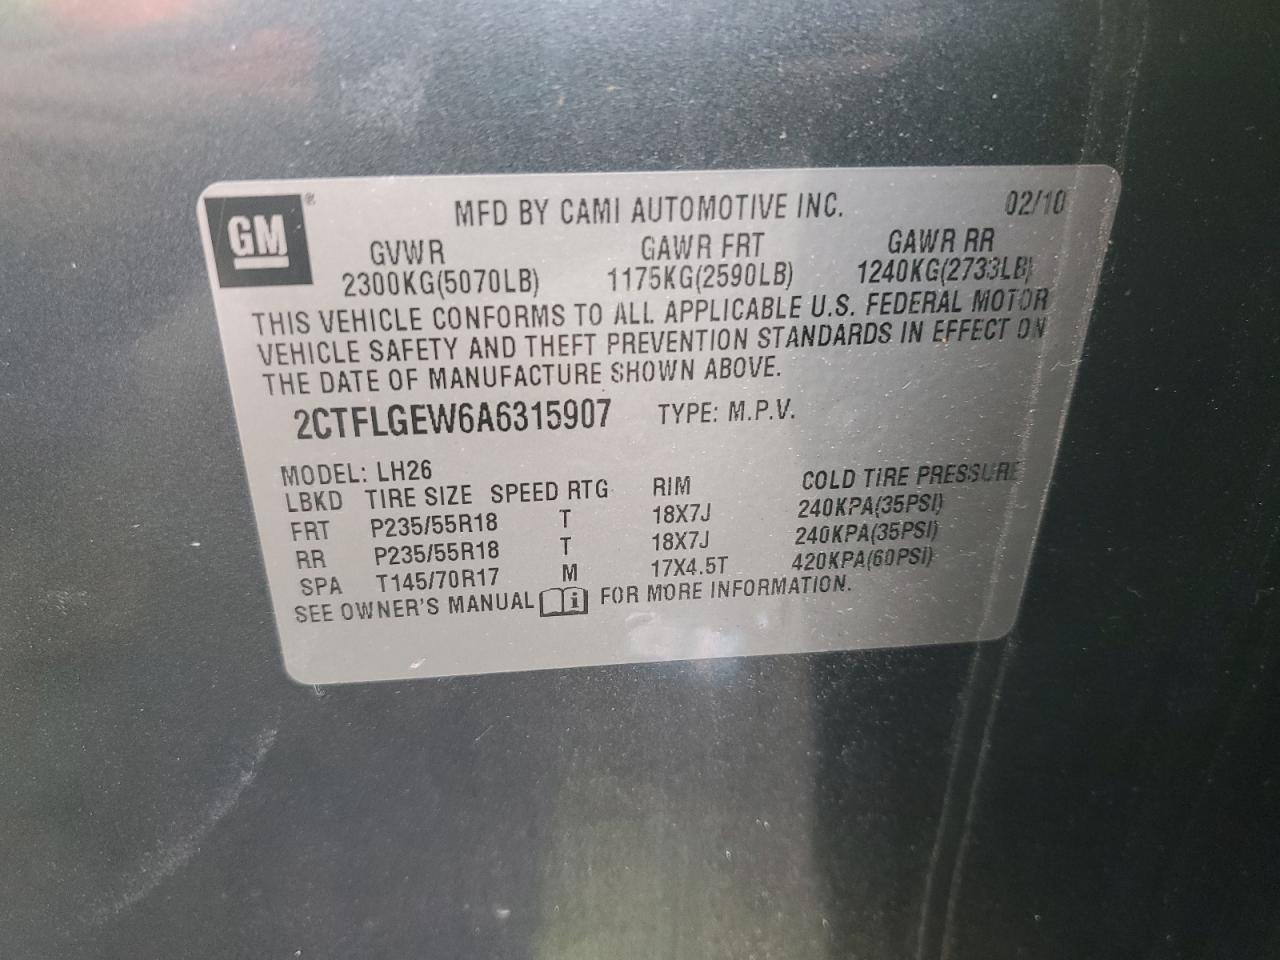 GM ® MFD BY CAMI AUTOMOTIVE INC. 02/10
GVWR GAWR FRT GAWR RR
2300KG(5070LB) 1175KG(2590LB) 1240KG(2733LB)
THIS VEHICLE CONFORMS TO ALL APPLICABLE U.S. FEDERAL MOTOR
VEHICLE SAFETY AND THEFT PREVENTION STANDARDS IN EFFECT ON
THE DATE OF MANUFACTURE SHOWN ABOVE.
2CTFLGEW6A6315907 TYPE: M.P.V.
MODEL: LH26
LBKD TIRE SIZE SPEED RTG RIM COLD TIRE PRESSURE
FRT P235/55R18 T 18X7J 240KPA(35PSI)
RR P235/55R18 T 18X7J 240KPA(35PSI)
SPA T145/70R17 M 17X4.5T 420KPA(60PSI)
SEE OWNER'S MANUAL i FOR MORE INFORMATION.